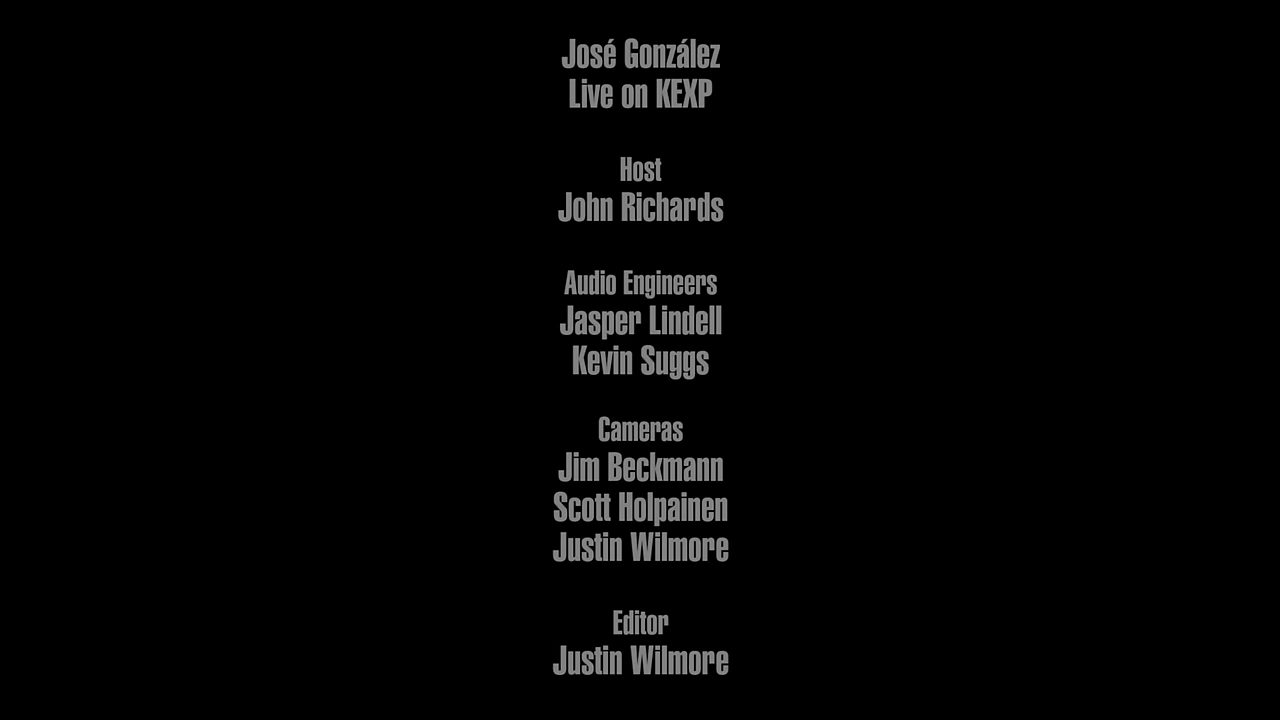 José González
Live on KEXP
Host
John Richards
Audio Engineers
Jasper Lindell
Kevin Suggs
Cameras
Jim Beckmann
Scott Holpainen
Justin Wilmore
Editor
Justin Wilmore